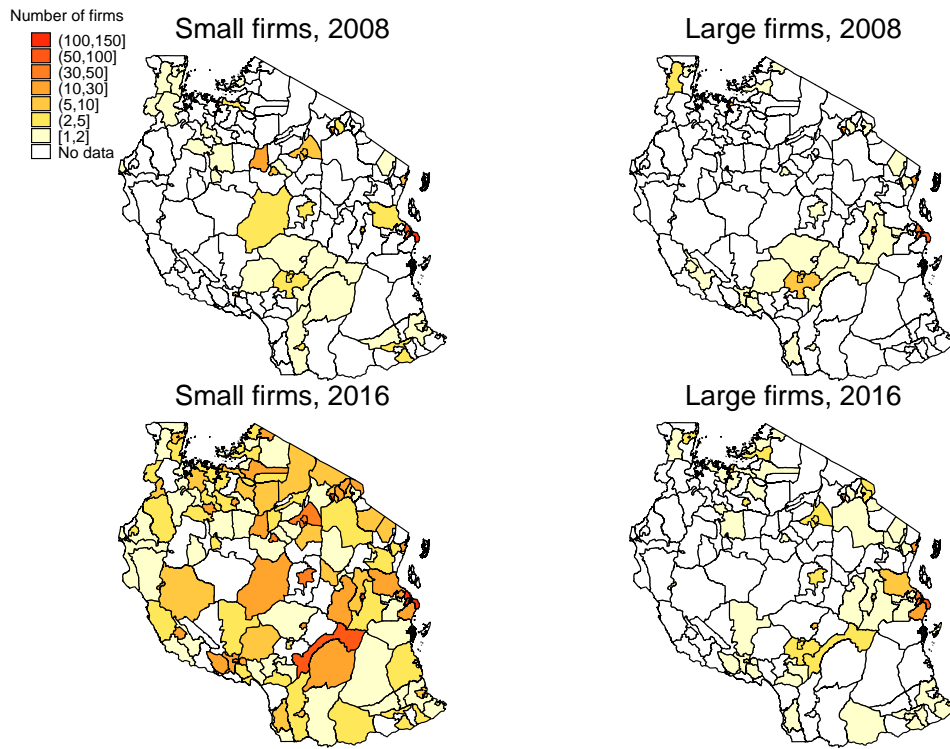 Number of firms
(100,150]
(50,100]
(30,50]
(10,30]
(5,10]
(2,5]
[1,2]
No data
Small firms, 2008
Large firms, 2008
Small firms, 2016
Large firms, 2016